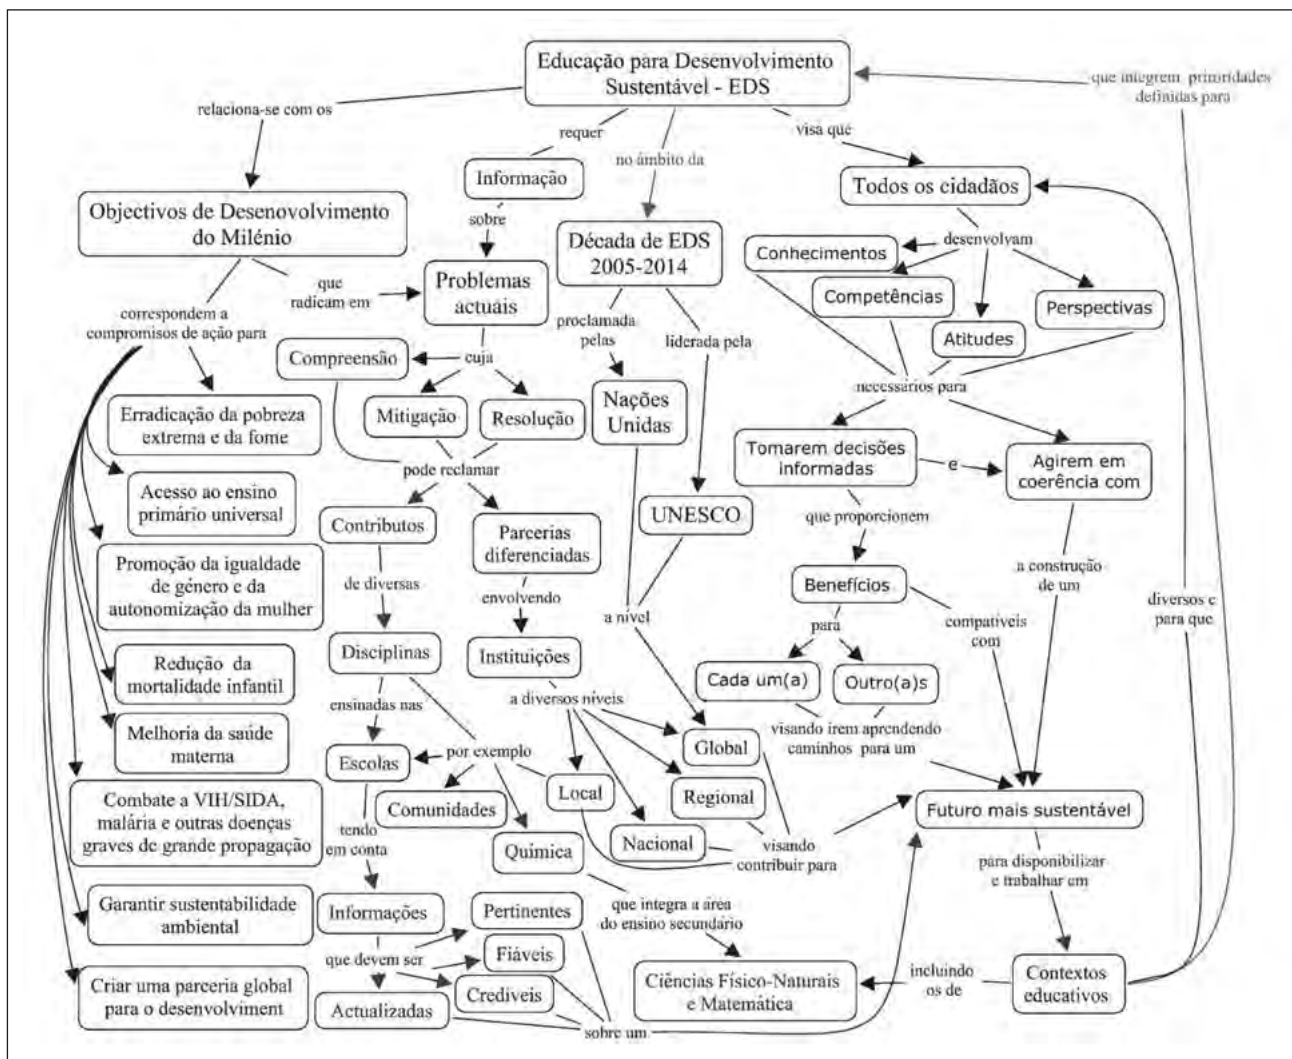 Educação para Desenvolvimento
Sustentável - EDS
que integrem prioridades
definidas para
relaciona-se com os
requer
visa que
no âmbito da
Informação
Todos os cidadãos
Objectivos de Desenovolvimento
do Milénio
sobre
Década de EDS
2005-2014
desenvolvam
Conhecimentos
Competências
Perspectivas
Atitudes
que
radicam em
Problemas
actuais
correspondem a
compromisos de ação para
proclamada
pelas
liderada pela
Compreensão
cuja
necessários para
Mitigação
Resolução
Nações
Unidas
Erradicação da pobreza
extrema e da fome
Tomarem decisões
informadas
e
Agirem em
coerência com
pode reclamar
Acesso ao ensino
primário universal
Contributos
Parcerias
diferenciadas
UNESCO
que proporcionem
Promoção da igualdade
de género e da
autonomização da mulher
de diversas
envolvendo
Benefícios
a construção
de um
a nível
para
compatíveis
com
diversos e
para que
Disciplinas
Instituições
Redução da
mortalidade infantil
Cada um(a)
Outro(a)s
ensinadas nas
a diversos níveis
visando irem aprendendo
caminhos para um
Melhoria da saúde
materna
Escolas
por exemplo
Global
Comunidades
Local
Regional
Futuro mais sustentável
Combate a VIH/SIDA,
malária e outras doenças
graves de grande propagação
tendo
em conta
Química
Nacional
visando
contribuir para
para disponibilizar
e trabalhar em
Garantir sustentabilidade
ambiental
Informações
Pertinentes
que integra a área
do ensino secundário
que devem ser
Fiáveis
Credíveis
Actualizadas
Criar uma parceria global
para o desenvolviment
Ciências Físico-Naturais
e Matemática
incluindo
os de
Contextos
educativos
sobre um